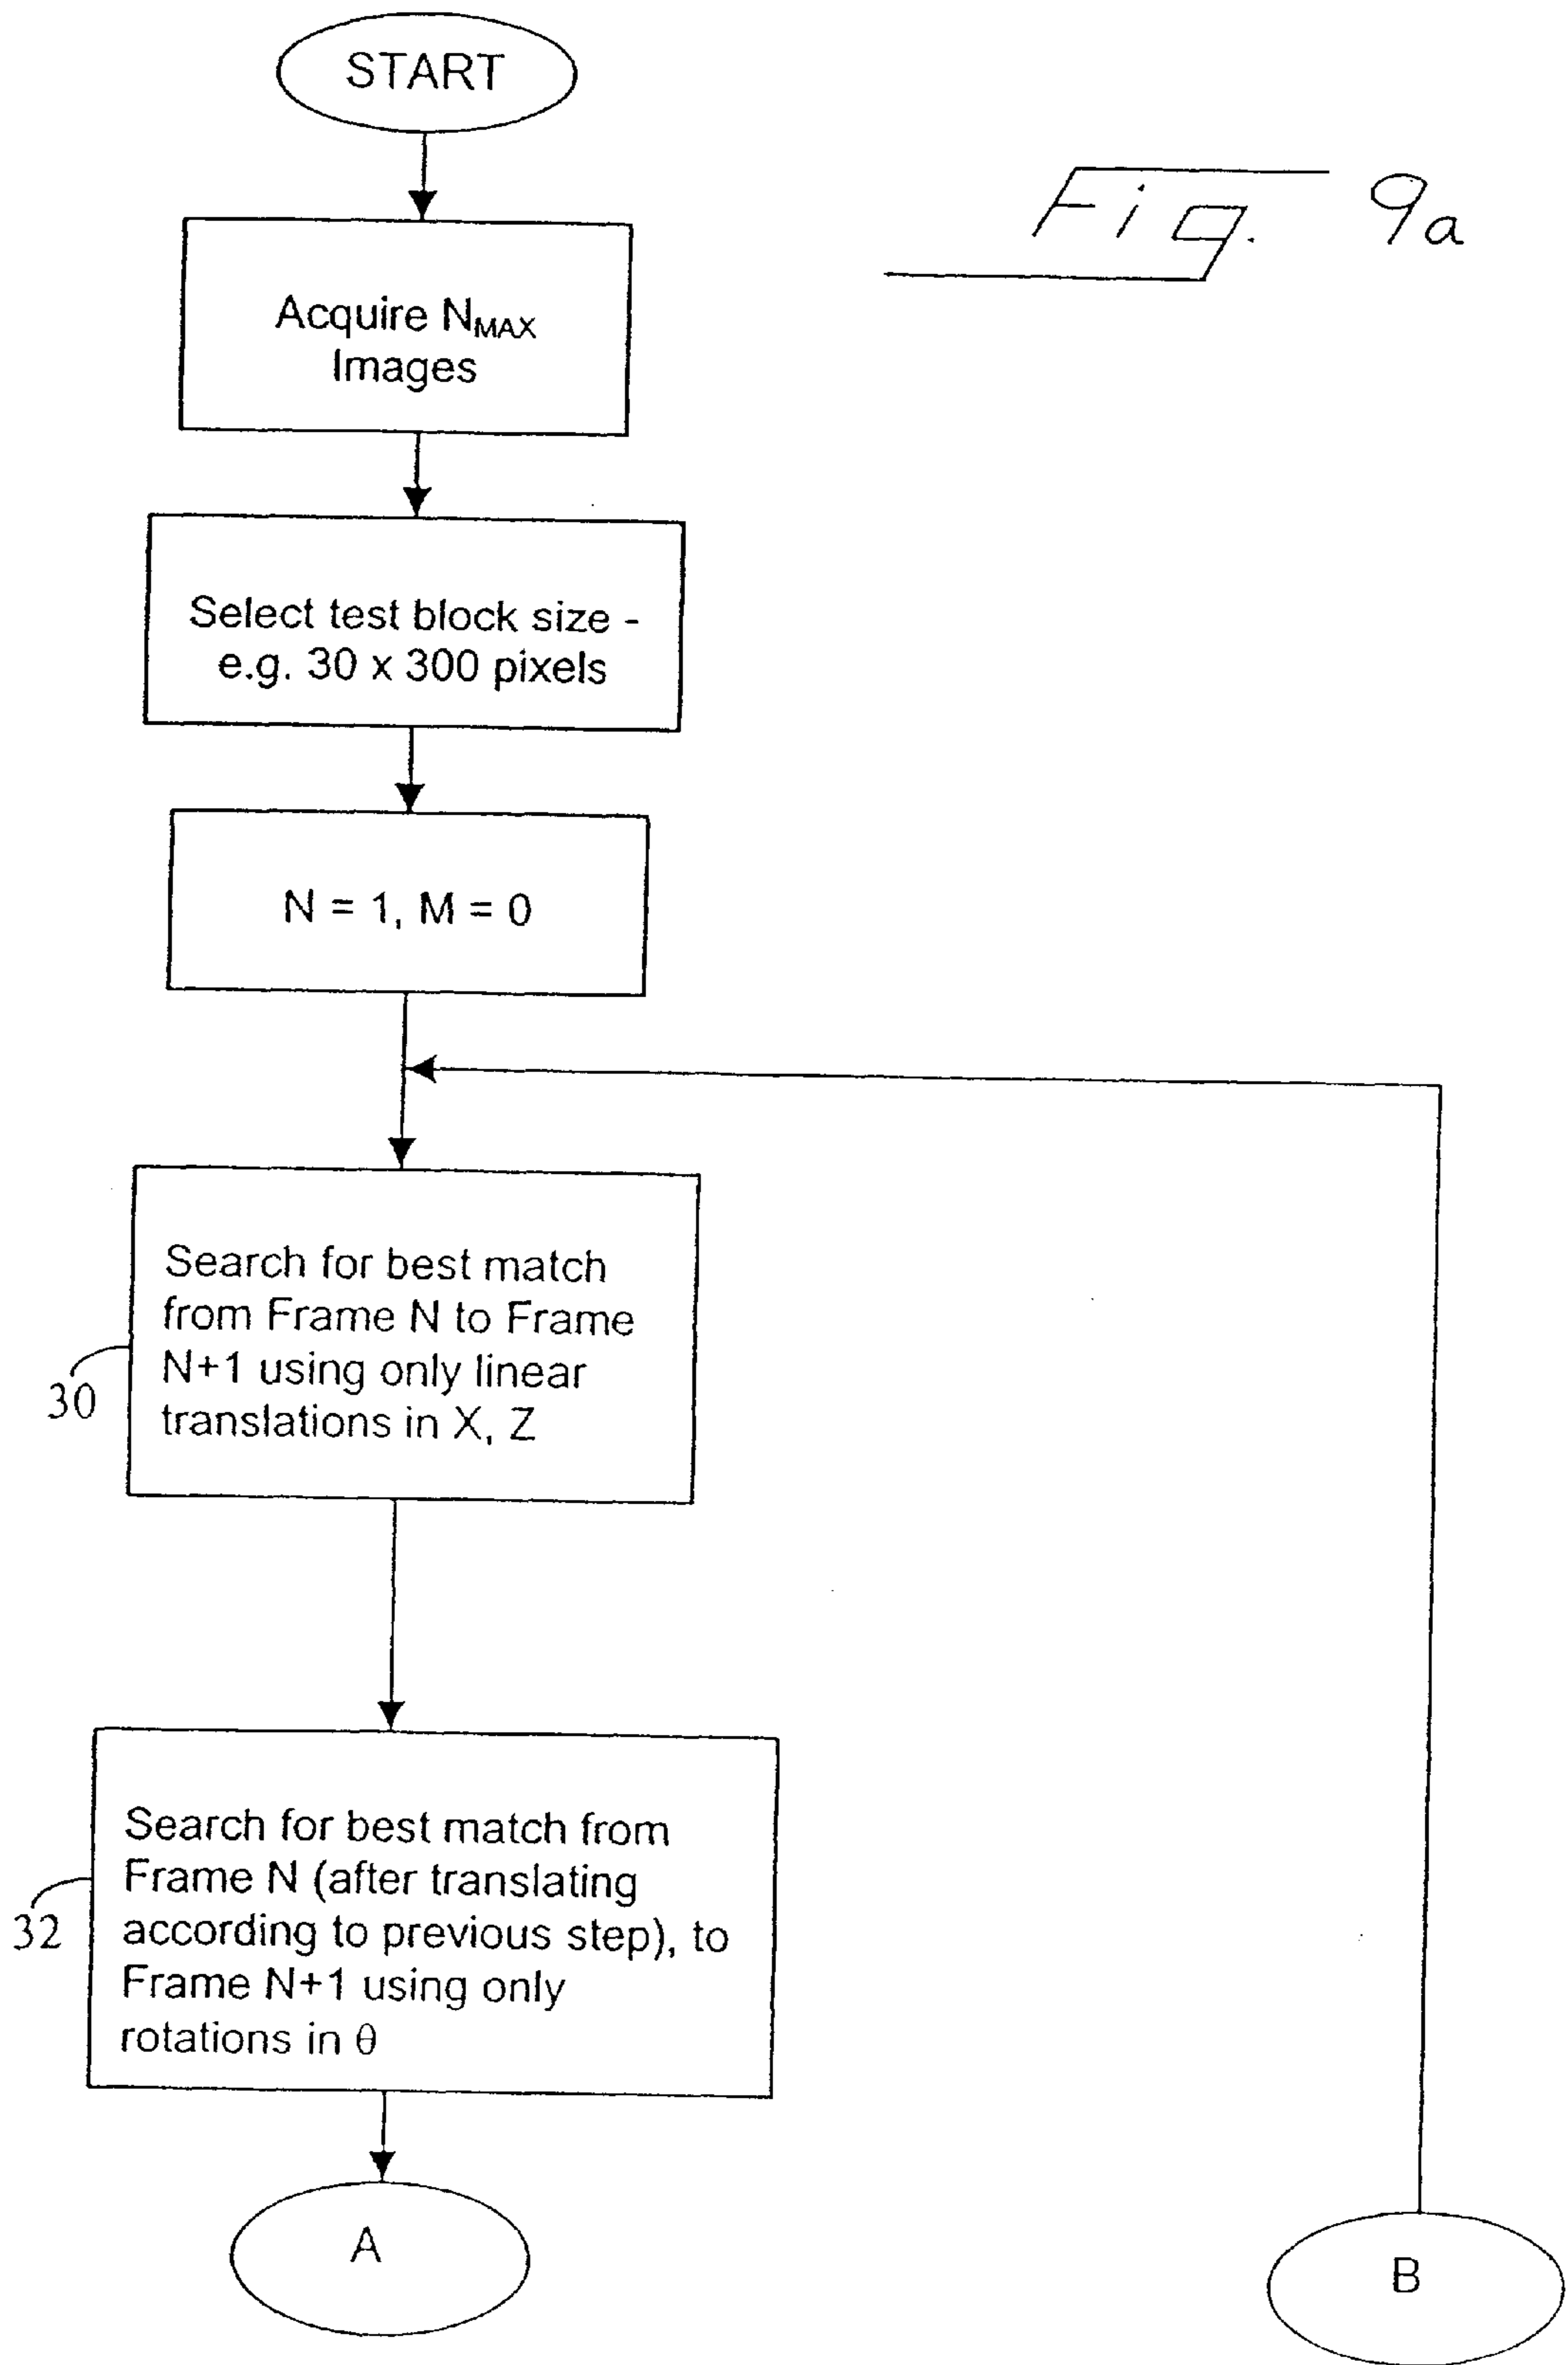 START
Fig. 9a
Acquire NMAX
Images
Select test block size -
e.g. 30 x 300 pixels
N = 1, M = 0
Search for best match
from Frame N to Frame
N+1 using only linear
translations in X, Z
30
Search for best match from
Frame N (after translating
according to previous step), to
Frame N+1 using only
rotations in θ
32
A
B